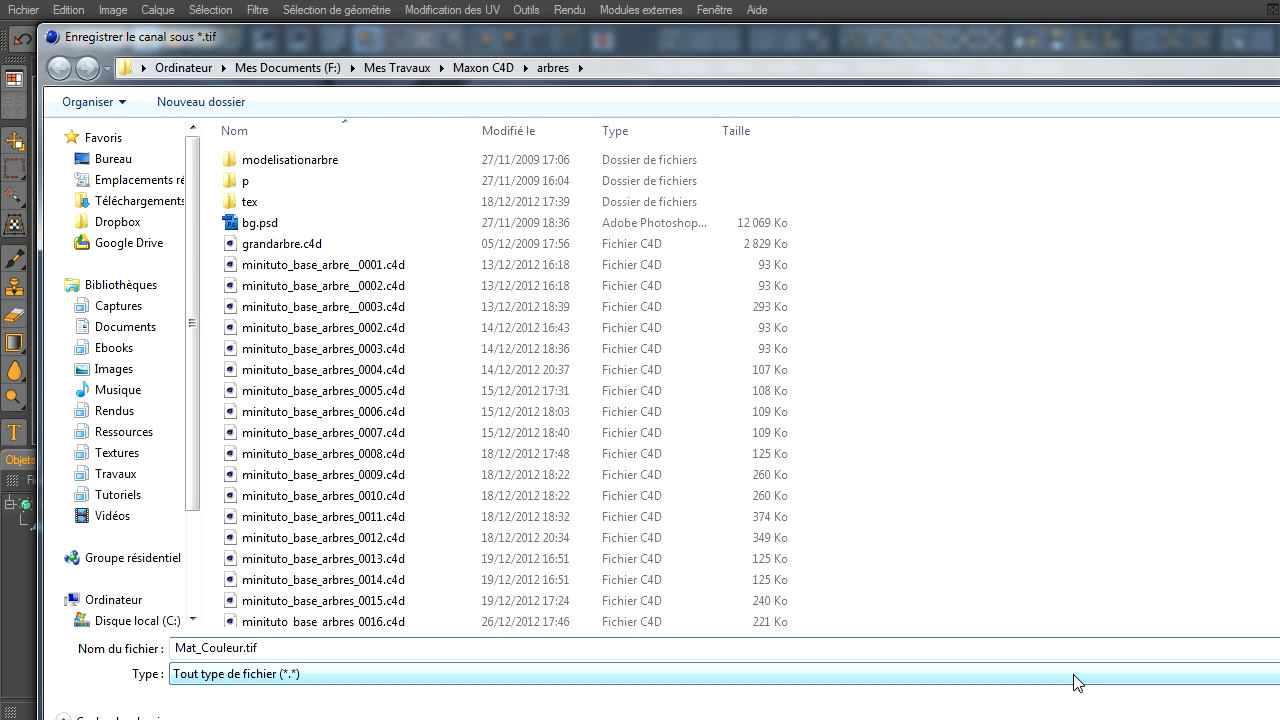 Fichier Edition Image Calque Sélection Filtre Sélection de géométrie Modification des UV Outils Rendu Modules externes Fenêtre Aide
Enregistrer le canal sous *.tif
Ordinateur Mes Documents (F:) Mes Travaux Maxon C4D arbres
Organiser Nouveau dossier
Nom Modifié le Type Taille
Favoris
Bureau
Emplacements ré
Téléchargements
Dropbox
Google Drive
Bibliothèques
Captures
Documents
Ebooks
Images
Musique
Rendus
Ressources
Textures
Travaux
Tutoriels
Vidéos
Groupe résidentiel
Ordinateur
Disque local (C:)
modelisationarbre 27/11/2009 17:06 Dossier de fichiers
p 27/11/2009 16:04 Dossier de fichiers
tex 18/12/2012 17:39 Dossier de fichiers
bg.psd 27/11/2009 18:36 Adobe Photoshop... 12 069 Ko
grandarbre.c4d 05/12/2009 17:56 Fichier C4D 2 829 Ko
minituto_base_arbre__0001.c4d 13/12/2012 16:18 Fichier C4D 93 Ko
minituto_base_arbre__0002.c4d 13/12/2012 16:18 Fichier C4D 93 Ko
minituto_base_arbre__0003.c4d 13/12/2012 18:39 Fichier C4D 293 Ko
minituto_base_arbres_0002.c4d 14/12/2012 16:43 Fichier C4D 93 Ko
minituto_base_arbres_0003.c4d 14/12/2012 18:36 Fichier C4D 93 Ko
minituto_base_arbres_0004.c4d 14/12/2012 20:37 Fichier C4D 107 Ko
minituto_base_arbres_0005.c4d 15/12/2012 17:31 Fichier C4D 108 Ko
minituto_base_arbres_0006.c4d 15/12/2012 18:03 Fichier C4D 109 Ko
minituto_base_arbres_0007.c4d 15/12/2012 18:40 Fichier C4D 109 Ko
minituto_base_arbres_0008.c4d 18/12/2012 17:48 Fichier C4D 125 Ko
minituto_base_arbres_0009.c4d 18/12/2012 18:22 Fichier C4D 260 Ko
minituto_base_arbres_0010.c4d 18/12/2012 18:22 Fichier C4D 260 Ko
minituto_base_arbres_0011.c4d 18/12/2012 18:32 Fichier C4D 374 Ko
minituto_base_arbres_0012.c4d 18/12/2012 20:34 Fichier C4D 349 Ko
minituto_base_arbres_0013.c4d 19/12/2012 16:51 Fichier C4D 125 Ko
minituto_base_arbres_0014.c4d 19/12/2012 16:51 Fichier C4D 125 Ko
minituto_base_arbres_0015.c4d 19/12/2012 17:24 Fichier C4D 240 Ko
minituto_base_arbres_0016.c4d 26/12/2012 17:46 Fichier C4D 221 Ko
Objets
Fi
Nom du fichier : Mat_Couleur.tif
Type : Tout type de fichier (*.*)